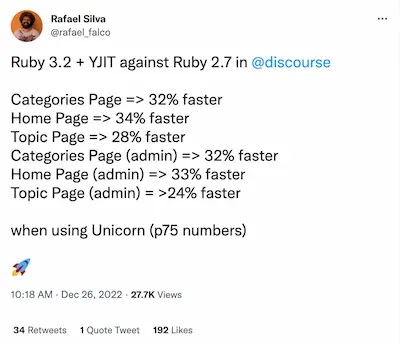 Rafael Silva
@rafael_falco
Ruby 3.2 + YJIT against Ruby 2.7 in @discourse
Categories Page => 32% faster
Home Page => 34% faster
Topic Page => 28% faster
Categories Page (admin) => 32% faster
Home Page (admin) => 33% faster
Topic Page (admin) = >24% faster
when using Unicorn (p75 numbers)
🚀
10:18 AM · Dec 26, 2022 · 27.7K Views
34 Retweets 1 Quote Tweet 192 Likes